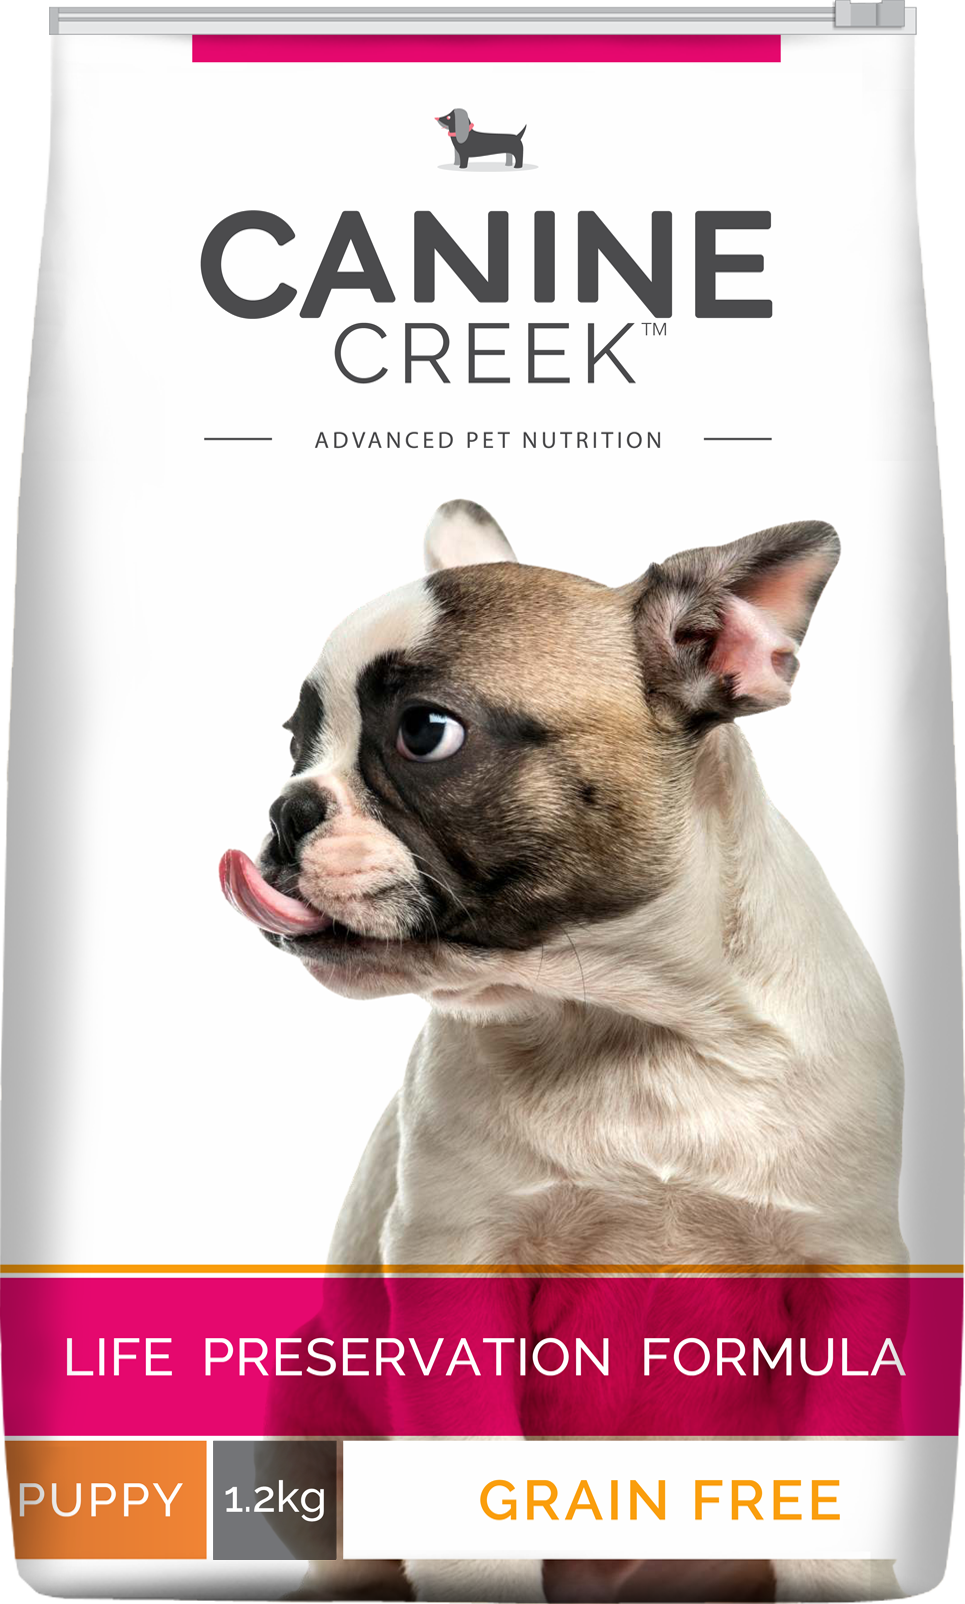 CANINE
CREEK™
ADVANCED PET NUTRITION
LIFE PRESERVATION FORMULA
PUPPY 1.2kg GRAIN FREE